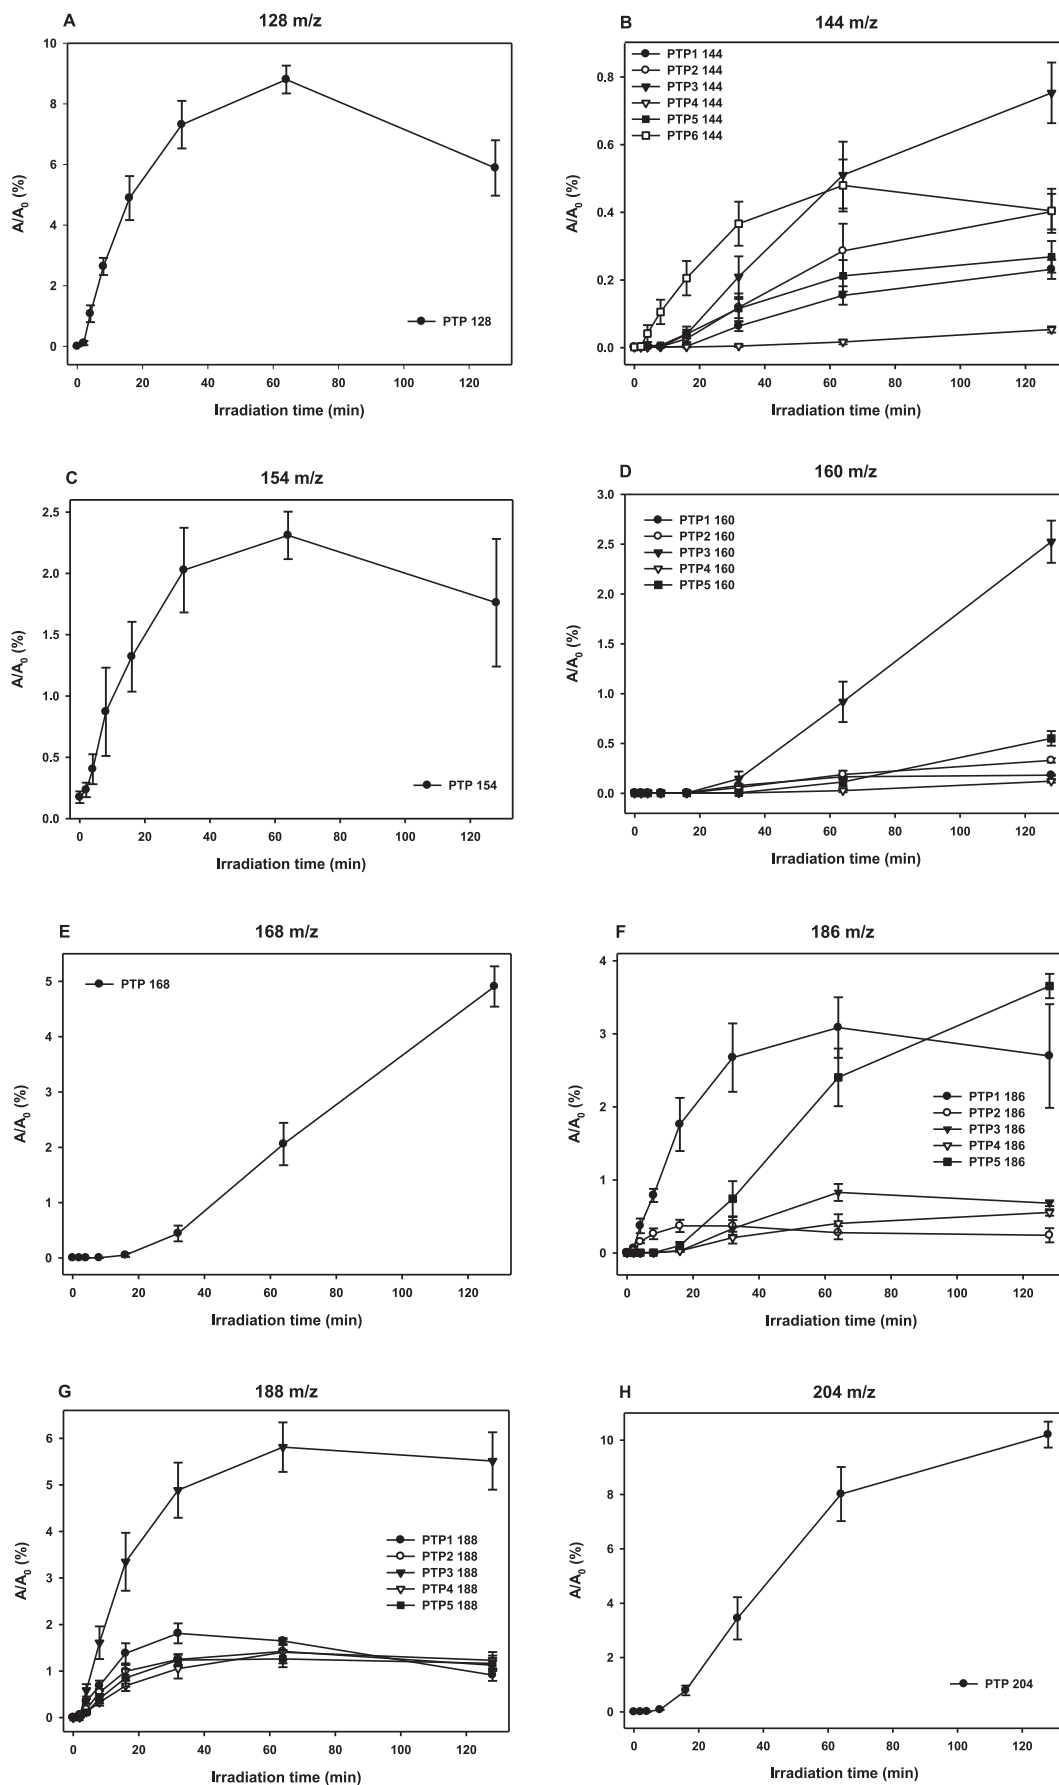 A 128 m/z
10
8
6
4
2
0
A/A0 (%)
PTP 128
0 20 40 60 80 100 120
Irradiation time (min)
B 144 m/z
PTP1 144
PTP2 144
PTP3 144
PTP4 144
PTP5 144
PTP6 144
0.8
0.6
0.4
0.2
0.0
A/A0 (%)
0 20 40 60 80 100 120
Irradiation time (min)
C 154 m/z
2.5
2.0
1.5
1.0
0.5
0.0
A/A0 (%)
PTP 154
0 20 40 60 80 100 120
Irradiation time (min)
D 160 m/z
3.0
2.5
2.0
1.5
1.0
0.5
0.0
A/A0 (%)
PTP1 160
PTP2 160
PTP3 160
PTP4 160
PTP5 160
0 20 40 60 80 100 120
Irradiation time (min)
E 168 m/z
PTP 168
5
4
3
2
1
0
A/A0 (%)
0 20 40 60 80 100 120
Irradiation time (min)
F 186 m/z
4
3
2
1
0
A/A0 (%)
PTP1 186
PTP2 186
PTP3 186
PTP4 186
PTP5 186
0 20 40 60 80 100 120
Irradiation time (min)
G 188 m/z
6
5
4
3
2
1
0
A/A0 (%)
PTP1 188
PTP2 188
PTP3 188
PTP4 188
PTP5 188
0 20 40 60 80 100 120
Irradiation time (min)
H 204 m/z
10
8
6
4
2
0
A/A0 (%)
PTP 204
0 20 40 60 80 100 120
Irradiation time (min)